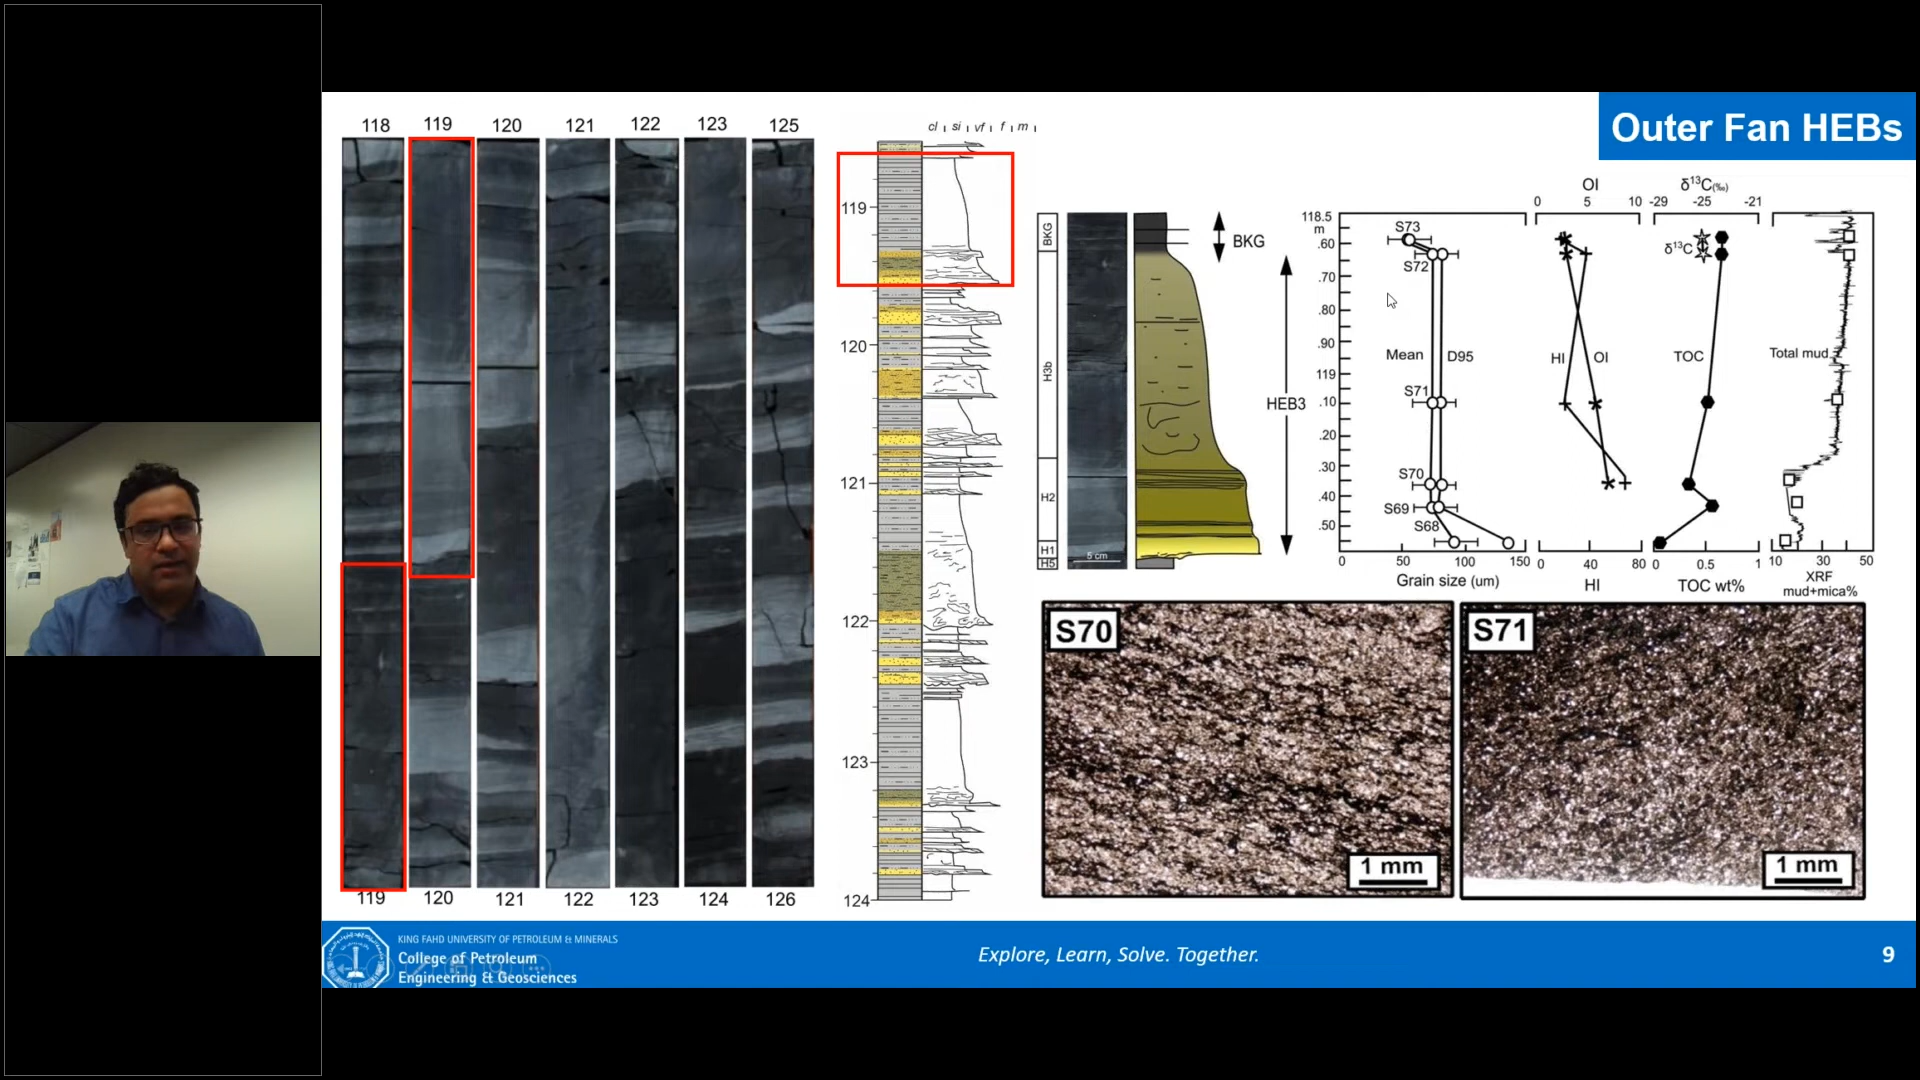 Outer Fan HEBs
118 119 120 121 122 123 125
119 120 121 122 123 124 126
cl si vf f m
119
120
121
122
123
124
BKG
H3b
H2
H1
H5
5 cm
BKG
HEB3
118.5
m
.60
.70
.80
.90
119
.10
.20
.30
.40
.50
S73
S72
Mean
D95
S71
S70
S69
S68
0 50 100 150
Grain size (um)
OI
0 5 10
HI OI
0 40 80
HI
δ13C(‰)
-29 -25 -21
δ13C
TOC
0 0.5 1
TOC wt%
Total mud
10 30 50
XRF
mud+mica%
S70
1 mm
S71
1 mm
KING FAHD UNIVERSITY OF PETROLEUM & MINERALS
College of Petroleum
Engineering & Geosciences
Explore, Learn, Solve. Together.
9